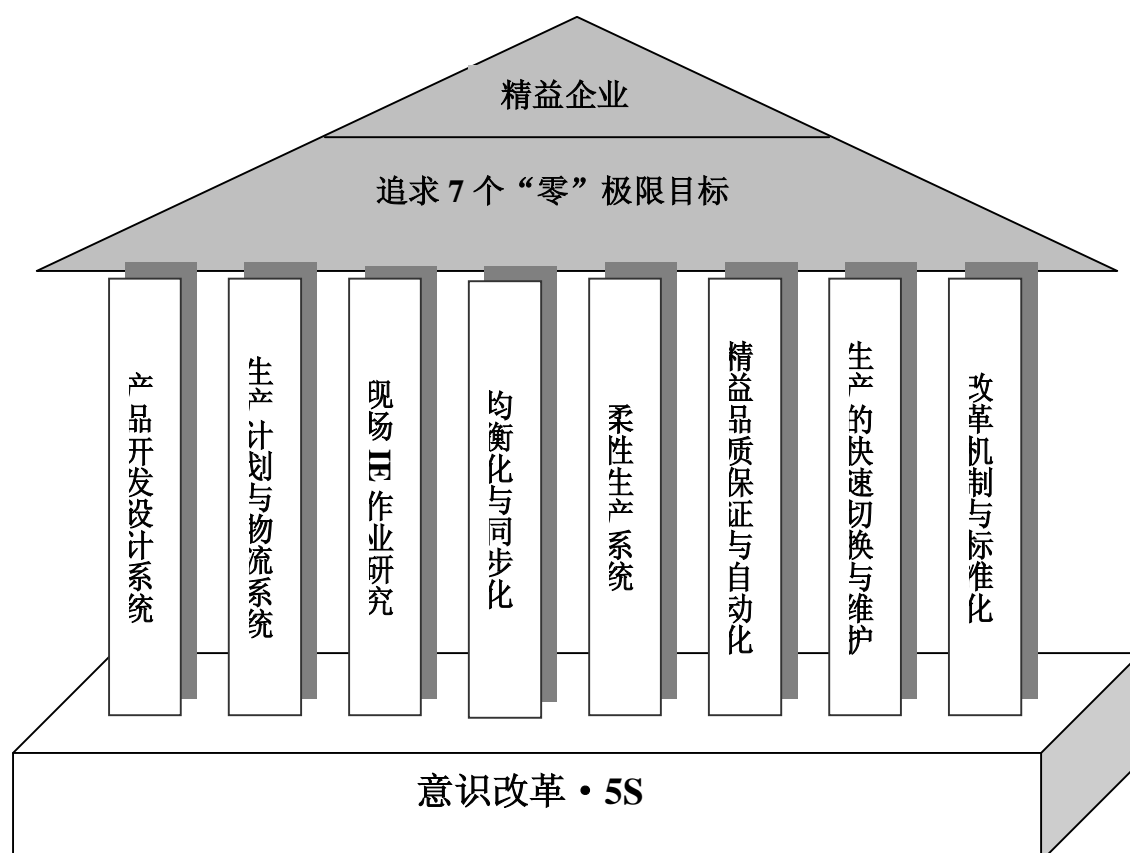 精益企业
追求 7 个“零”极限目标
产品开发设计系统
生产计划与物流系统
现场 IE 作业研究
均衡化与同步化
柔性生产系统
精益品质保证与自动化
生产的快速切换与维护
改革机制与标准化
意识改革·5S